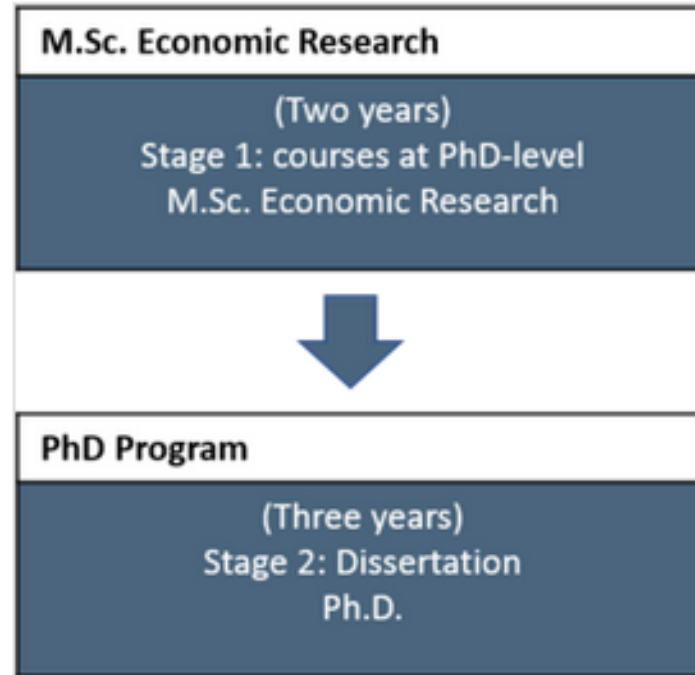 M.Sc. Economic Research
(Two years)
Stage 1: courses at PhD-level
M.Sc. Economic Research
PhD Program
(Three years)
Stage 2: Dissertation
Ph.D.